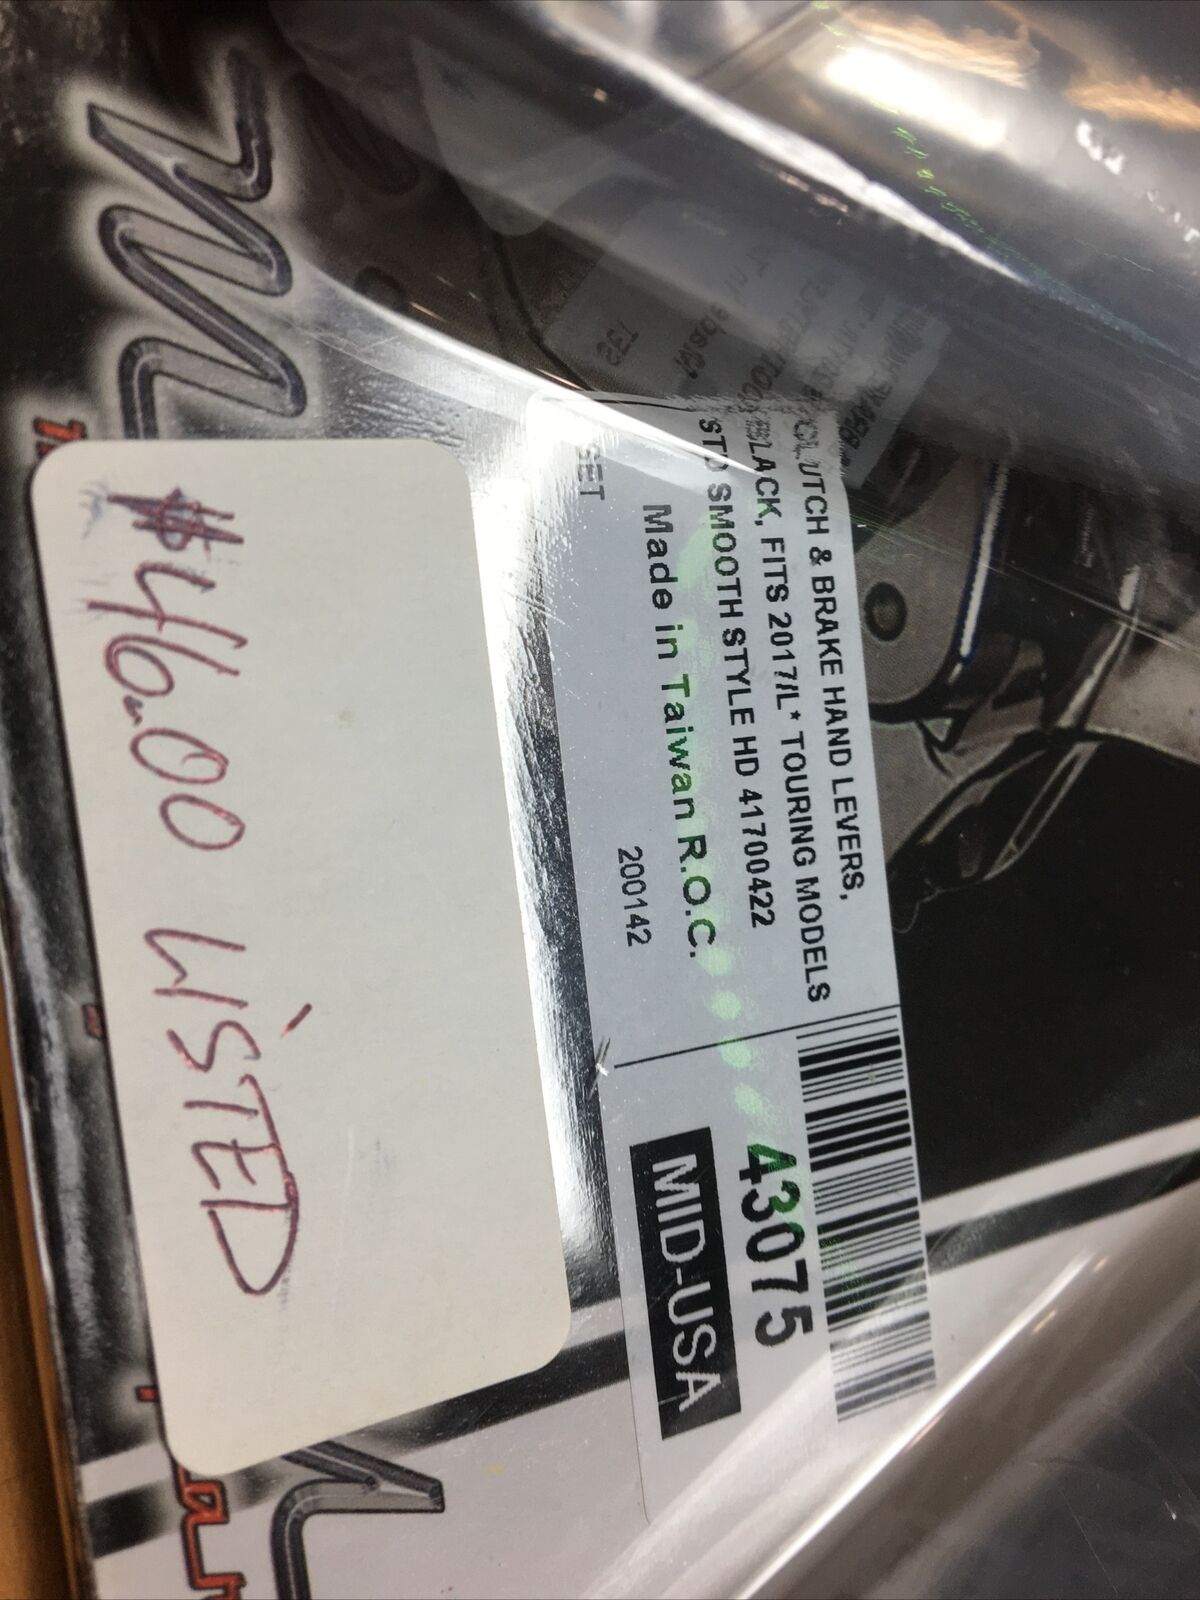 CLUTCH & BRAKE HAND LEVERS,
BLACK, FITS 2017/L* TOURING MODELS
STD SMOOTH STYLE HD 41700422
Made in Taiwan R.O.C.
200142
SET
43075
MID-USA
$46.00 LISTED